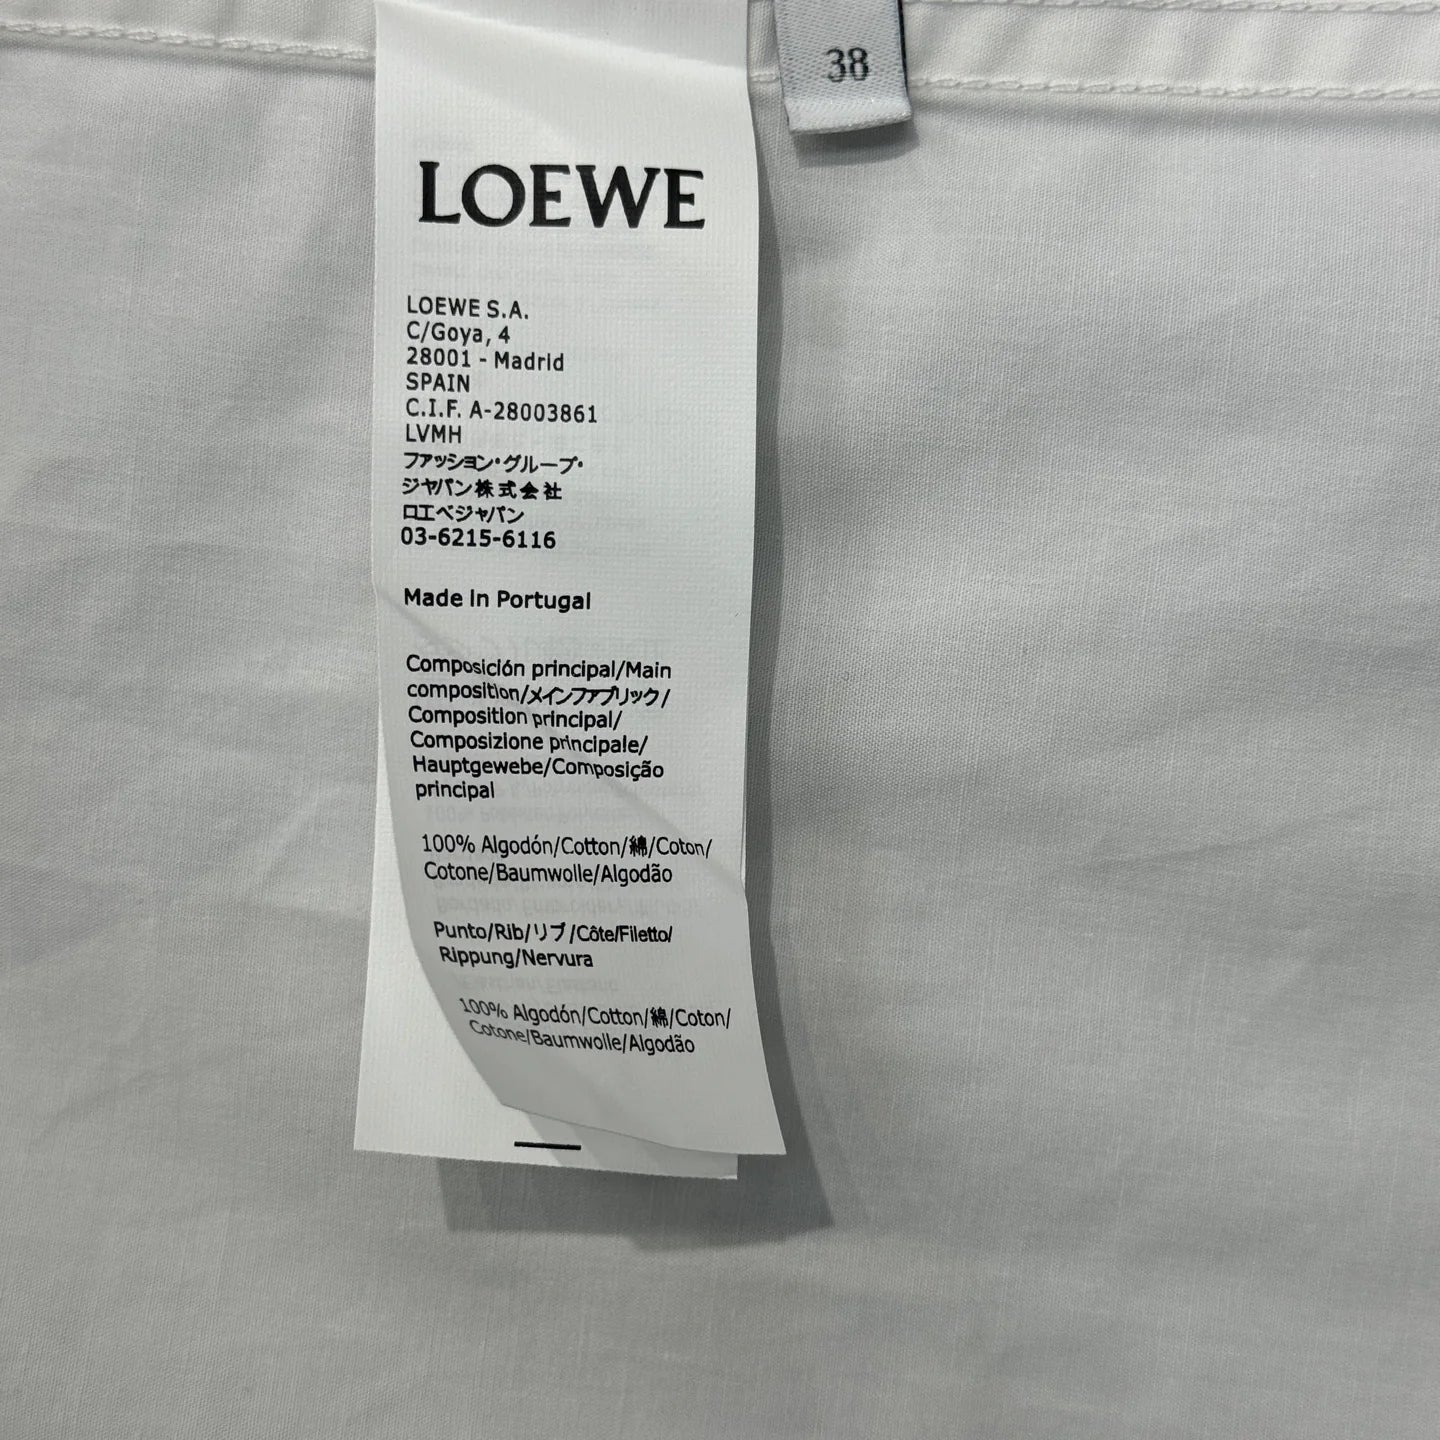 38
LOEWE
LOEWE S.A.
C/Goya, 4
28001 - Madrid
SPAIN
C.I.F. A-28003861
LVMH
ファッション・グループ・
ジャパン株式会社
ロエベジャパン
03-6215-6116
Made in Portugal
Composición principal/Main
composition/メインファブリック/
Composition principal/
Composizione principale/
Hauptgewebe/Composição
principal
100% Algodón/Cotton/綿/Coton/
Cotone/Baumwolle/Algodão
Punto/Rib/リブ/Côte/Filetto/
Rippung/Nervura
100% Algodón/Cotton/綿/Coton/
Cotone/Baumwolle/Algodão